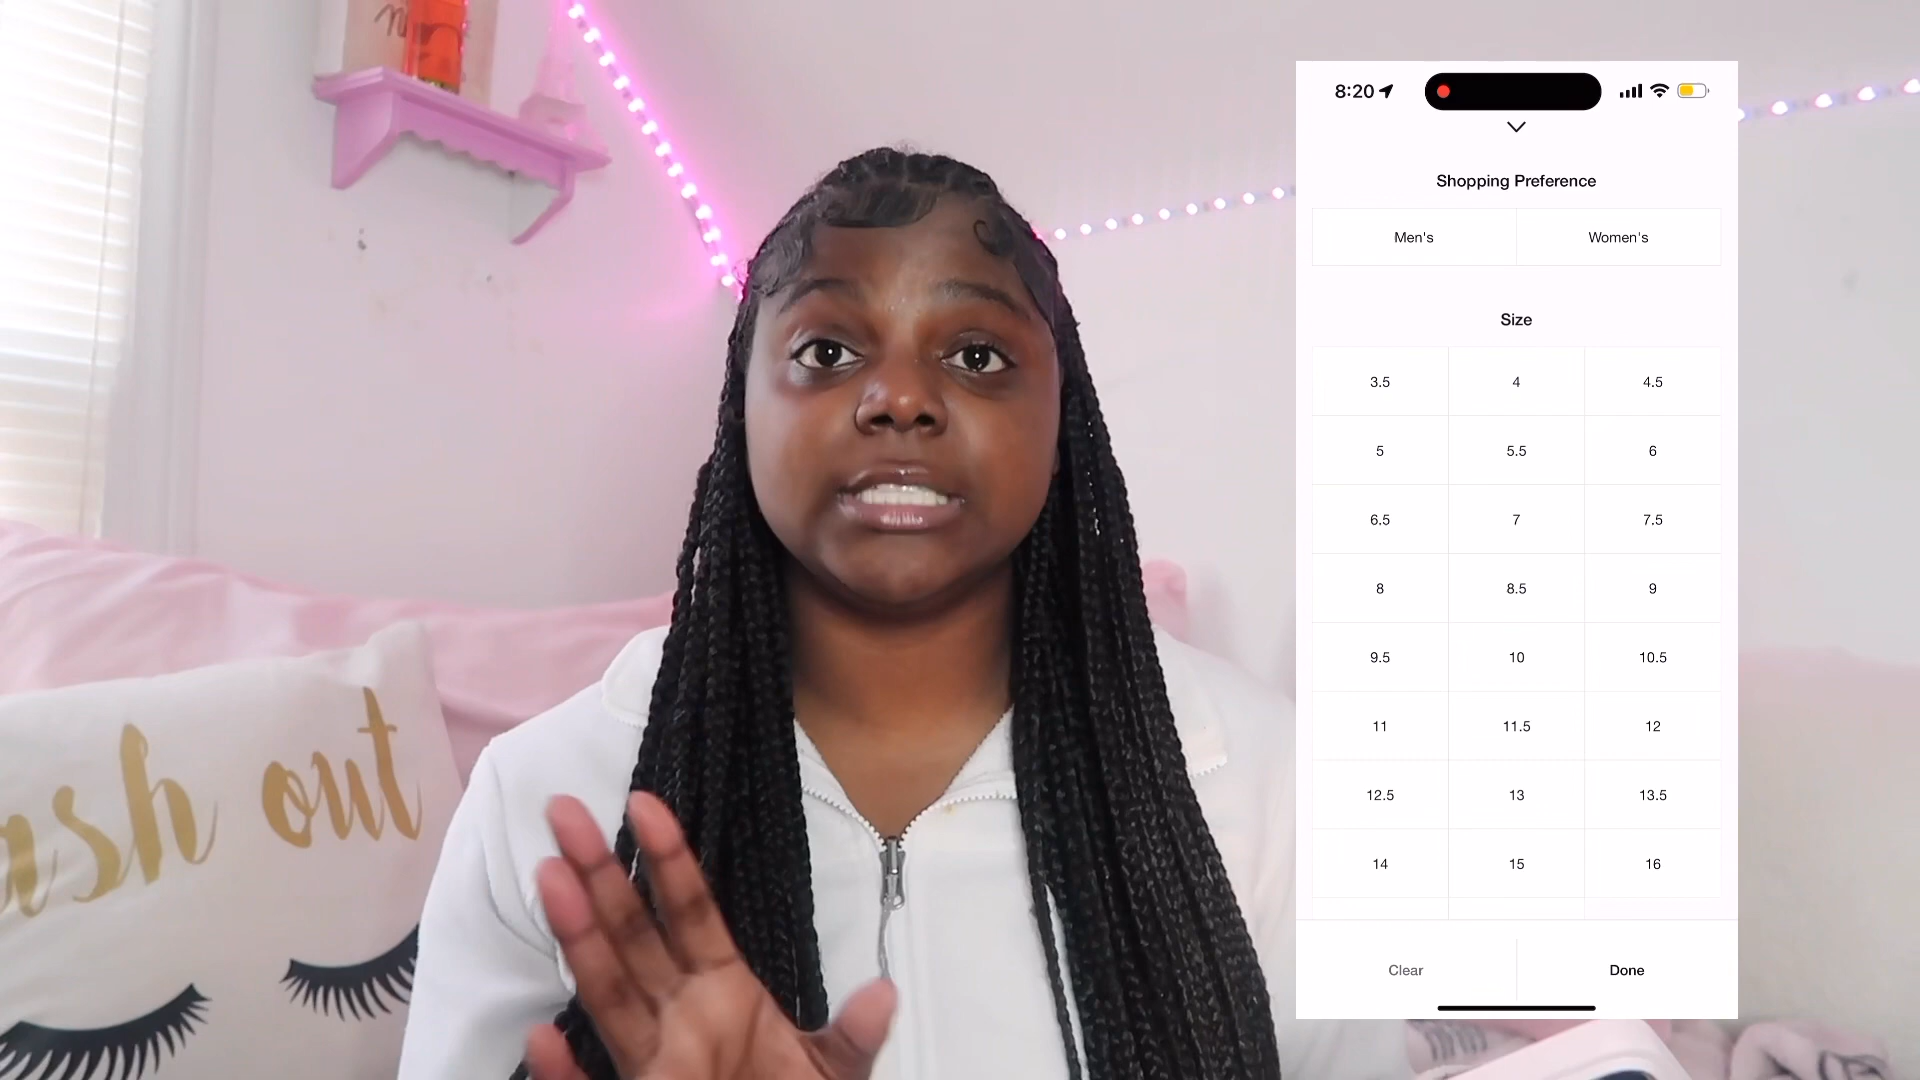 8:20
Shopping Preference
Men's Women's
Size
3.5 4 4.5
5 5.5 6
6.5 7 7.5
8 8.5 9
9.5 10 10.5
11 11.5 12
12.5 13 13.5
14 15 16
Clear Done
ash out